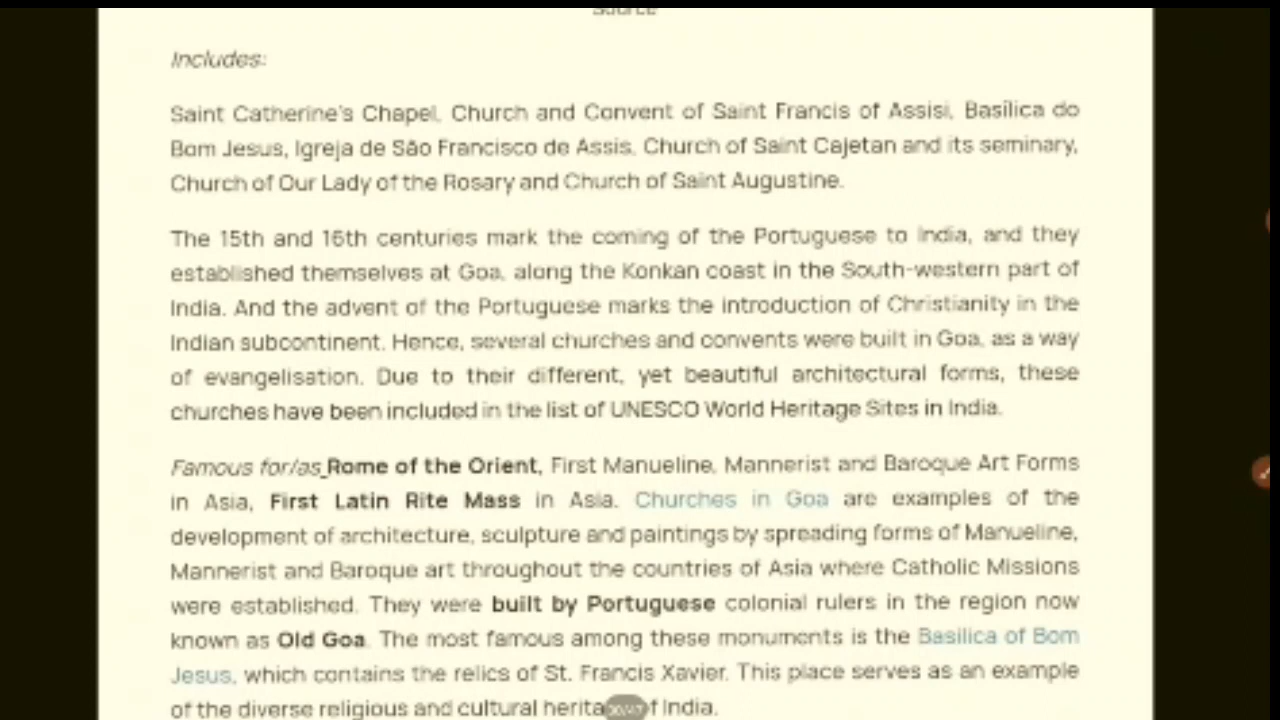 Source
Includes:
Saint Catherine's Chapel, Church and Convent of Saint Francis of Assisi, Basílica do
Bom Jesus, Igreja de São Francisco de Assis, Church of Saint Cajetan and its seminary,
Church of Our Lady of the Rosary and Church of Saint Augustine.
The 15th and 16th centuries mark the coming of the Portuguese to India, and they
established themselves at Goa, along the Konkan coast in the South-western part of
India. And the advent of the Portuguese marks the introduction of Christianity in the
Indian subcontinent. Hence, several churches and convents were built in Goa, as a way
of evangelisation. Due to their different, yet beautiful architectural forms, these
churches have been included in the list of UNESCO World Heritage Sites in India.
Famous for/as Rome of the Orient, First Manueline, Mannerist and Baroque Art Forms
in Asia, First Latin Rite Mass in Asia. Churches in Goa are examples of the
development of architecture, sculpture and paintings by spreading forms of Manueline,
Mannerist and Baroque art throughout the countries of Asia where Catholic Missions
were established. They were built by Portuguese colonial rulers in the region now
known as Old Goa. The most famous among these monuments is the Basilica of Bom
Jesus, which contains the relics of St. Francis Xavier. This place serves as an example
of the diverse religious and cultural herita f India.